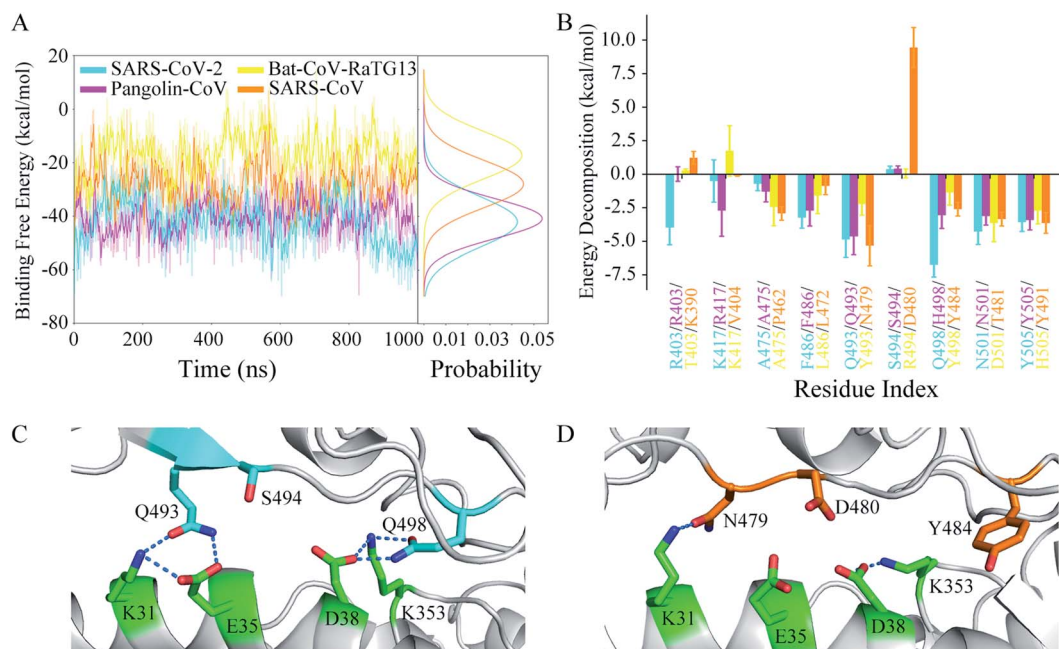 A
Binding Free Energy (kcal/mol)
20
0
-20
-40
-60
-80
SARS-CoV-2
Bat-CoV-RaTG13
Pangolin-CoV
SARS-CoV
0 200 400 600 800 1000
0.01 0.03 0.05
Time (ns)
Probability
B
Energy Decomposition (kcal/mol)
10.0
7.5
5.0
2.5
0
-2.5
-5.0
-7.5
R403/R403/
T403/K390
K417/R417/
K417/V404
A475/A475/
A475/P462
F486/F486/
L486/L472
Q493/Q493/
Y493/N479
S494/S494/
R494/D480
Q498/H498/
Y498/Y484
N501/N501/
D501/T481
Y505/Y505/
H505/Y491
Residue Index
C
Q493
S494
Q498
K31
E35
D38
K353
D
N479
D480
Y484
K31
E35
D38
K353